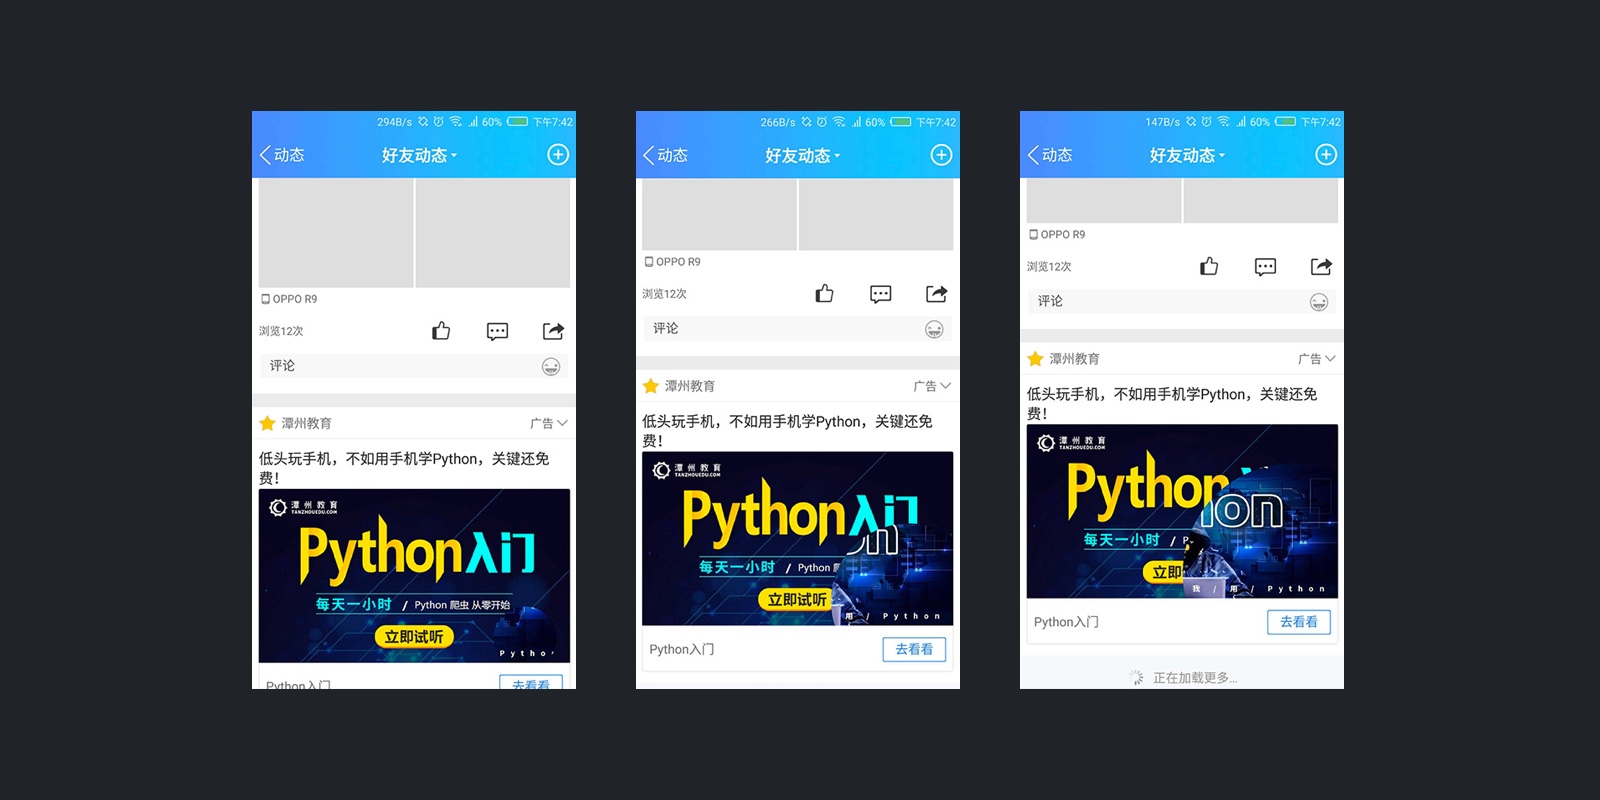 294B/s 60% 下午7:42
动态 好友动态
OPPO R9
浏览12次
评论
潭州教育 广告
低头玩手机，不如用手机学Python，关键还免
费！
潭州教育
TANZHOUEDU.COM
Python入门
每天一小时 / Python 爬虫 从零开始
立即试听
Pytho
Python入门 去看看
266B/s 60% 下午7:42
动态 好友动态
OPPO R9
浏览12次
评论
潭州教育 广告
低头玩手机，不如用手机学Python，关键还免
费！
潭州教育
TANZHOUEDU.COM
Python入门
on
每天一小时 / Python
立即试听
用 / Python
Python入门 去看看
147B/s 60% 下午7:42
动态 好友动态
OPPO R9
浏览12次
评论
潭州教育 广告
低头玩手机，不如用手机学Python，关键还免
费！
潭州教育
TANZHOUEDU.COM
Python
ion
每天一小时 / P
立即
我 / 用 / Python
Python入门 去看看
正在加载更多...